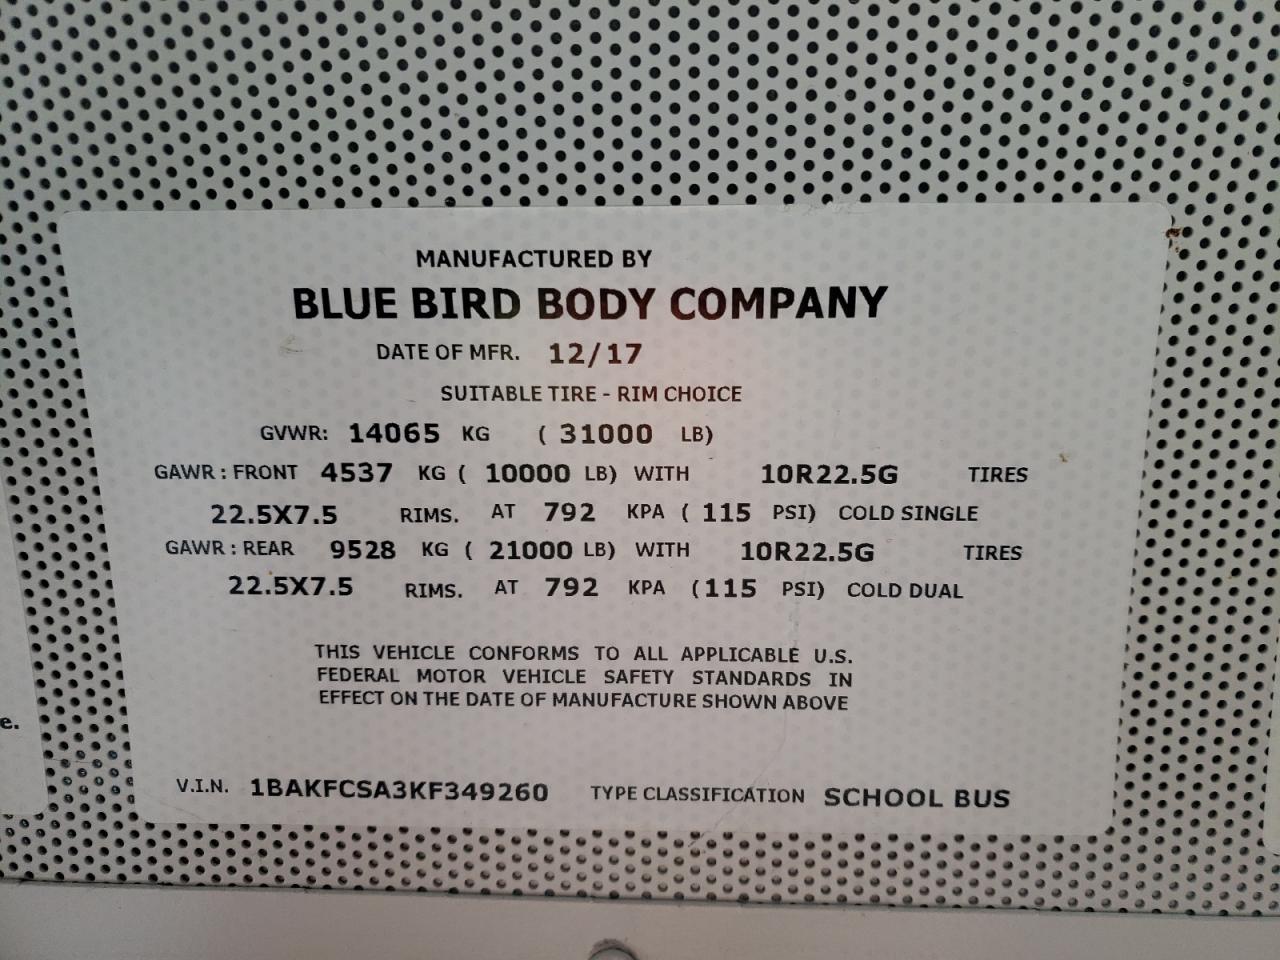 MANUFACTURED BY
BLUE BIRD BODY COMPANY
DATE OF MFR. 12/17
SUITABLE TIRE - RIM CHOICE
GVWR: 14065 KG ( 31000 LB)
GAWR : FRONT 4537 KG ( 10000 LB) WITH 10R22.5G TIRES
22.5X7.5 RIMS. AT 792 KPA ( 115 PSI) COLD SINGLE
GAWR : REAR 9528 KG ( 21000 LB) WITH 10R22.5G TIRES
22.5X7.5 RIMS. AT 792 KPA (115 PSI) COLD DUAL
THIS VEHICLE CONFORMS TO ALL APPLICABLE U.S.
FEDERAL MOTOR VEHICLE SAFETY STANDARDS IN
EFFECT ON THE DATE OF MANUFACTURE SHOWN ABOVE
e.
V.I.N. 1BAKFCSA3KF349260 TYPE CLASSIFICATION SCHOOL BUS